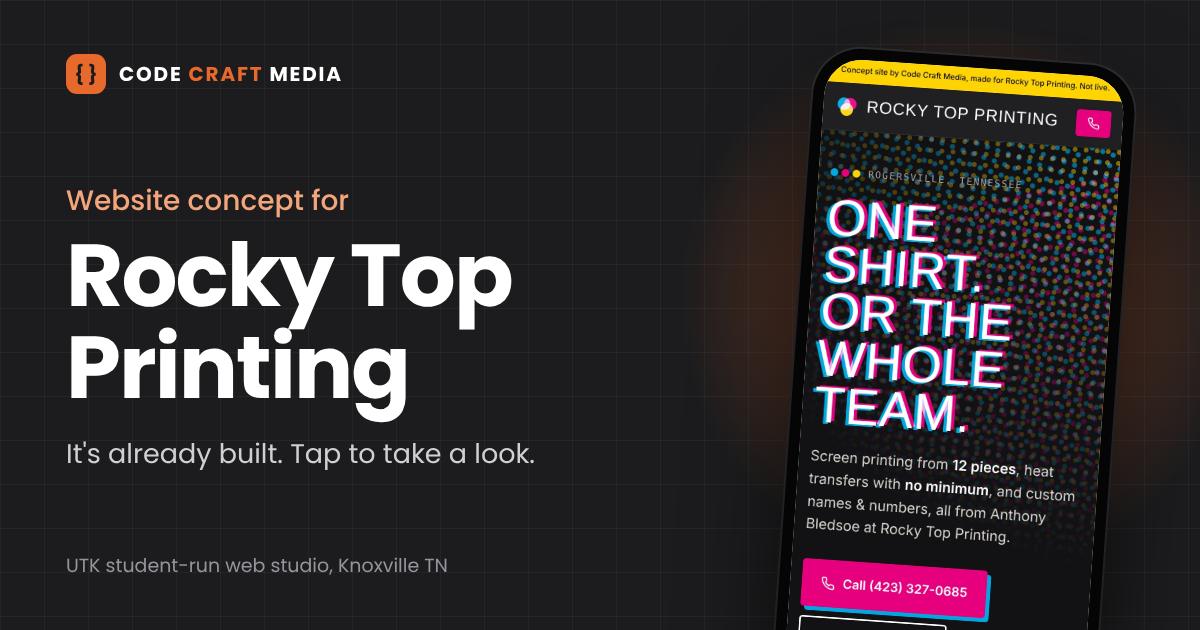 { } CODE CRAFT MEDIA
Website concept for
Rocky Top
Printing
It's already built. Tap to take a look.
UTK student-run web studio, Knoxville TN
Concept site by Code Craft Media, made for Rocky Top Printing. Not live.
ROCKY TOP PRINTING
ROGERSVILLE, TENNESSEE
ONE
SHIRT.
OR THE
WHOLE
TEAM.
Screen printing from 12 pieces, heat
transfers with no minimum, and custom
names & numbers, all from Anthony
Bledsoe at Rocky Top Printing.
Call (423) 327-0685